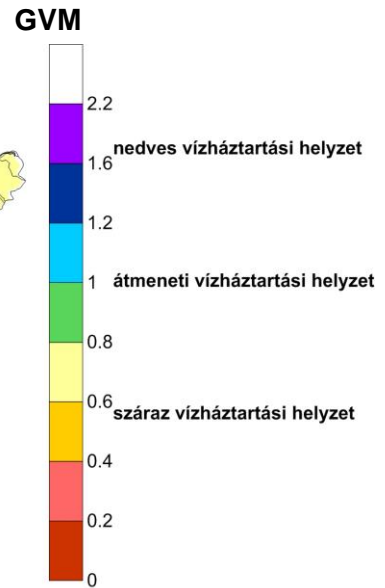 GVM
2.2
nedves vízháztartási helyzet
1.6
1.2
1 átmeneti vízháztartási helyzet
0.8
0.6
száraz vízháztartási helyzet
0.4
0.2
0